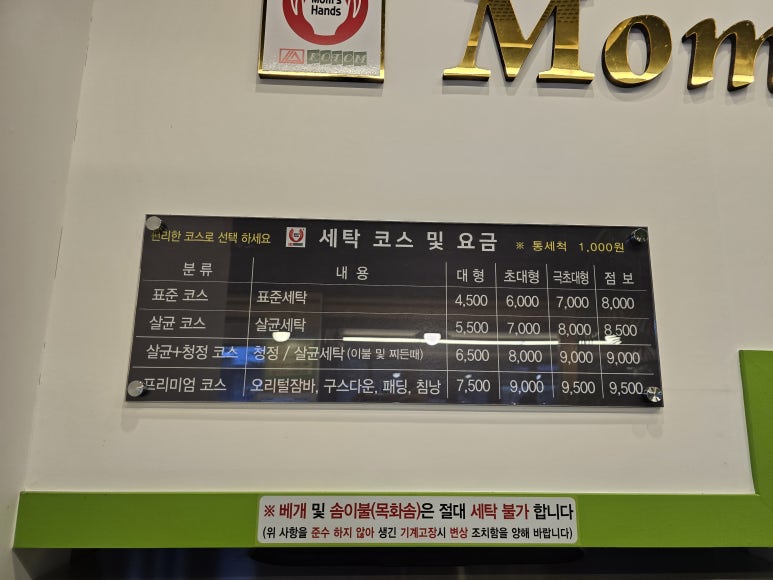 Mom's
Hands
KOTCH
Mom
편리한 코스로 선택 하세요 세탁 코스 및 요금 ※ 통세척 1,000원
분 류 내 용 대 형 초대형 극초대형 점 보
표준 코스 표준세탁 4,500 6,000 7,000 8,000
살균 코스 살균세탁 5,500 7,000 8,000 8,500
살균+청정 코스 청정 / 살균세탁 (이불 및 찌든때) 6,500 8,000 9,000 9,000
프리미엄 코스 오리털잠바, 구스다운, 패딩, 침낭 7,500 9,000 9,500 9,500
※ 베개 및 솜이불(목화솜)은 절대 세탁 불가 합니다
(위 사항을 준수 하지 않아 생긴 기계고장시 변상 조치함을 양해 바랍니다)